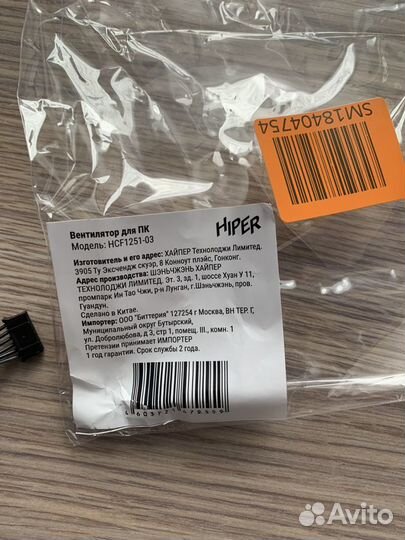 SM18404754
HIPER
Вентилятор для ПК
Модель: HCF1251-03
Изготовитель и его адрес: ХАЙПЕР Технолоджи Лимитед.
3905 Ту Эксчендж скуэр, 8 Конноут плэйс, Гонконг.
Адрес производства: ШЭНЬЧЖЭНЬ ХАЙПЕР
ТЕХНОЛОДЖИ ЛИМИТЕД. Эт. 3, зд. 1, шоссе Хуан У 11,
промпарк Ин Тао Чжи, р-н Лунган, г.Шэньчжэнь, пров.
Гуандун.
Сделано в Китае.
Импортер: ООО "Биттерия" 127254 г Москва, ВН ТЕР. Г,
Муниципальный округ Бутырский,
ул. Добролюбова, д 3, стр 1, помещ. III., комн. 1
Претензии принимает ИМПОРТЕР
1 год гарантии. Срок службы 2 года.
Avito